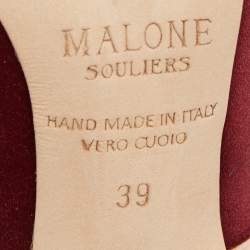 MALONE
SOULIERS
HAND MADE IN ITALY
VERO CUOIO
39